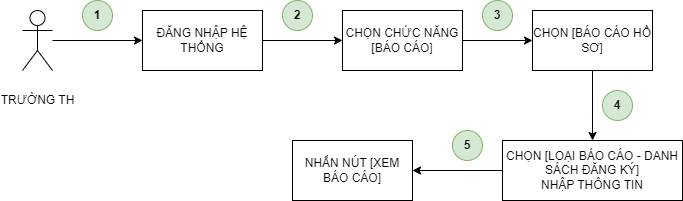 1
2
3
ĐĂNG NHẬP HỆ
THỐNG
CHỌN CHỨC NĂNG
[BÁO CÁO]
CHỌN [BÁO CÁO HỒ
SƠ]
TRƯỜNG TH
4
5
NHẤN NÚT [XEM
BÁO CÁO]
CHỌN [LOẠI BÁO CÁO - DANH
SÁCH ĐĂNG KÝ]
NHẬP THÔNG TIN